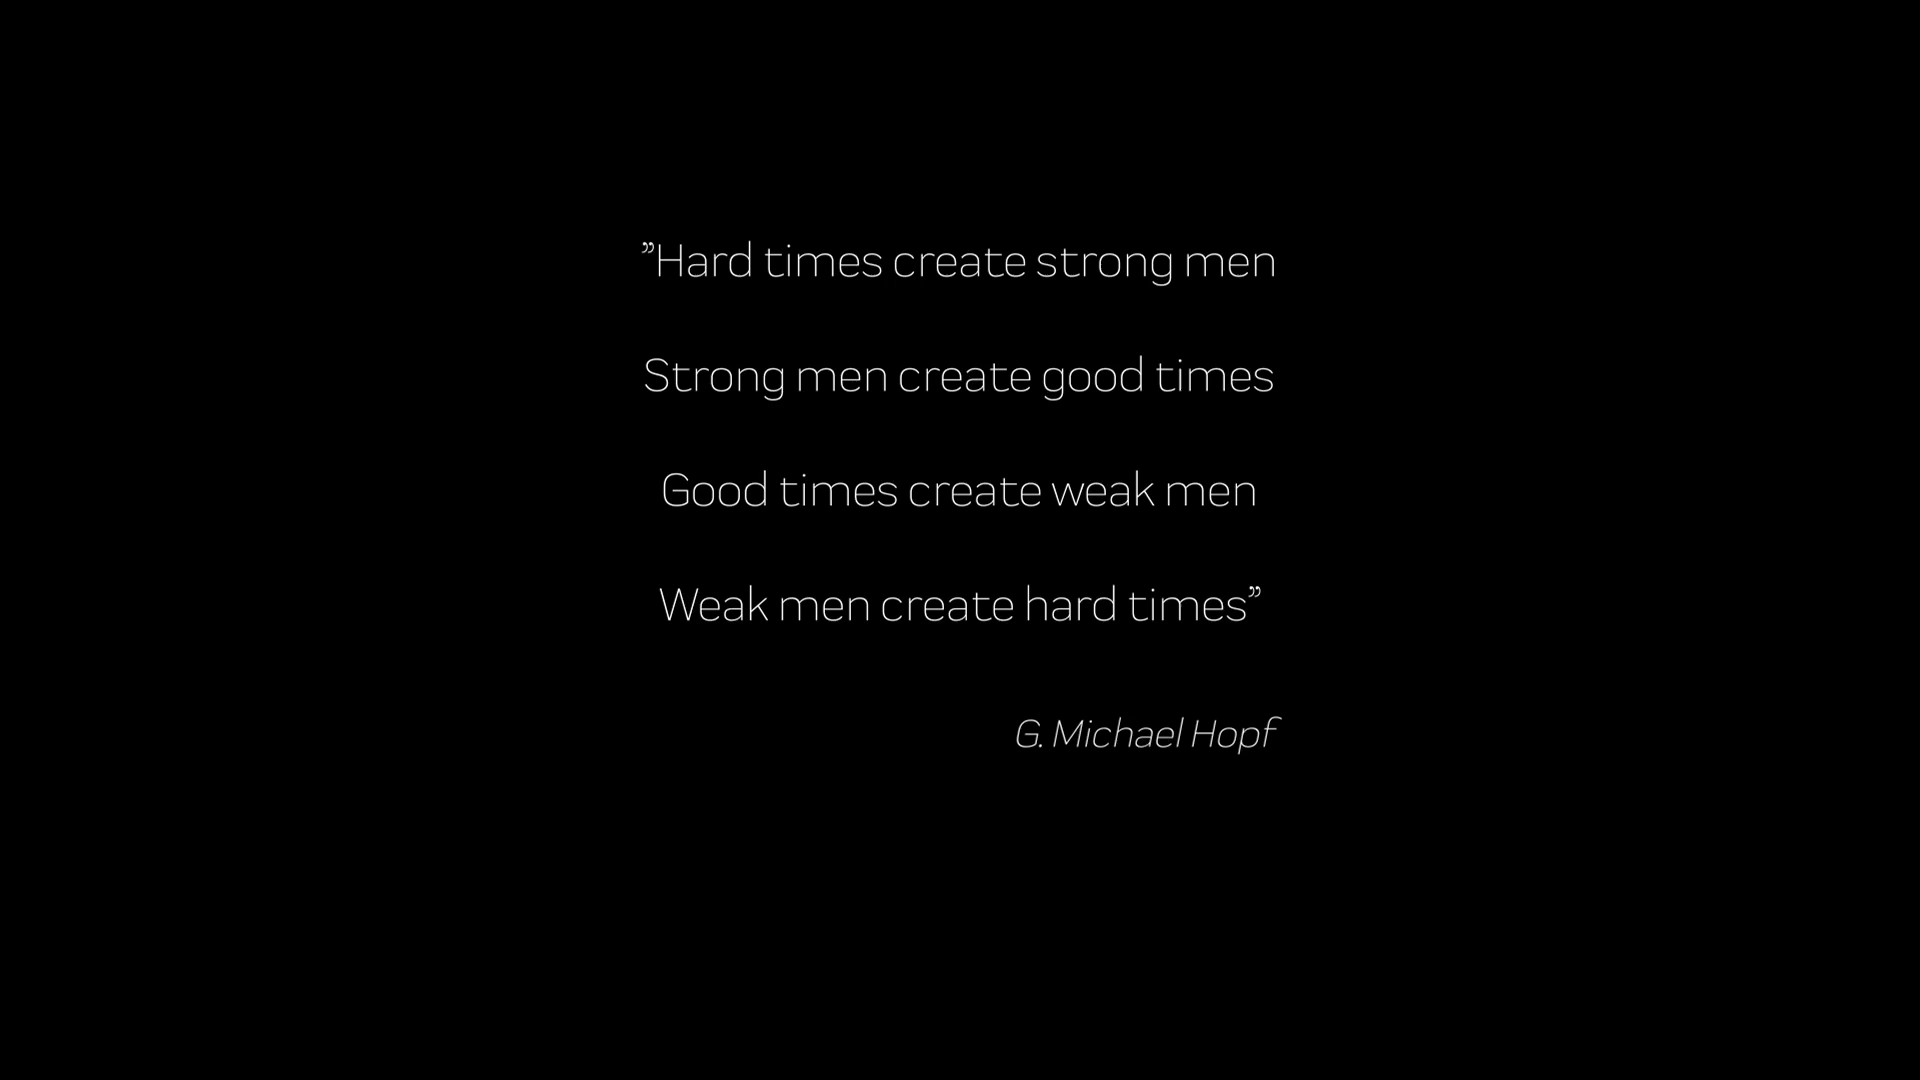 ”Hard times create strong men
Strong men create good times
Good times create weak men
Weak men create hard times”
G. Michael Hopf